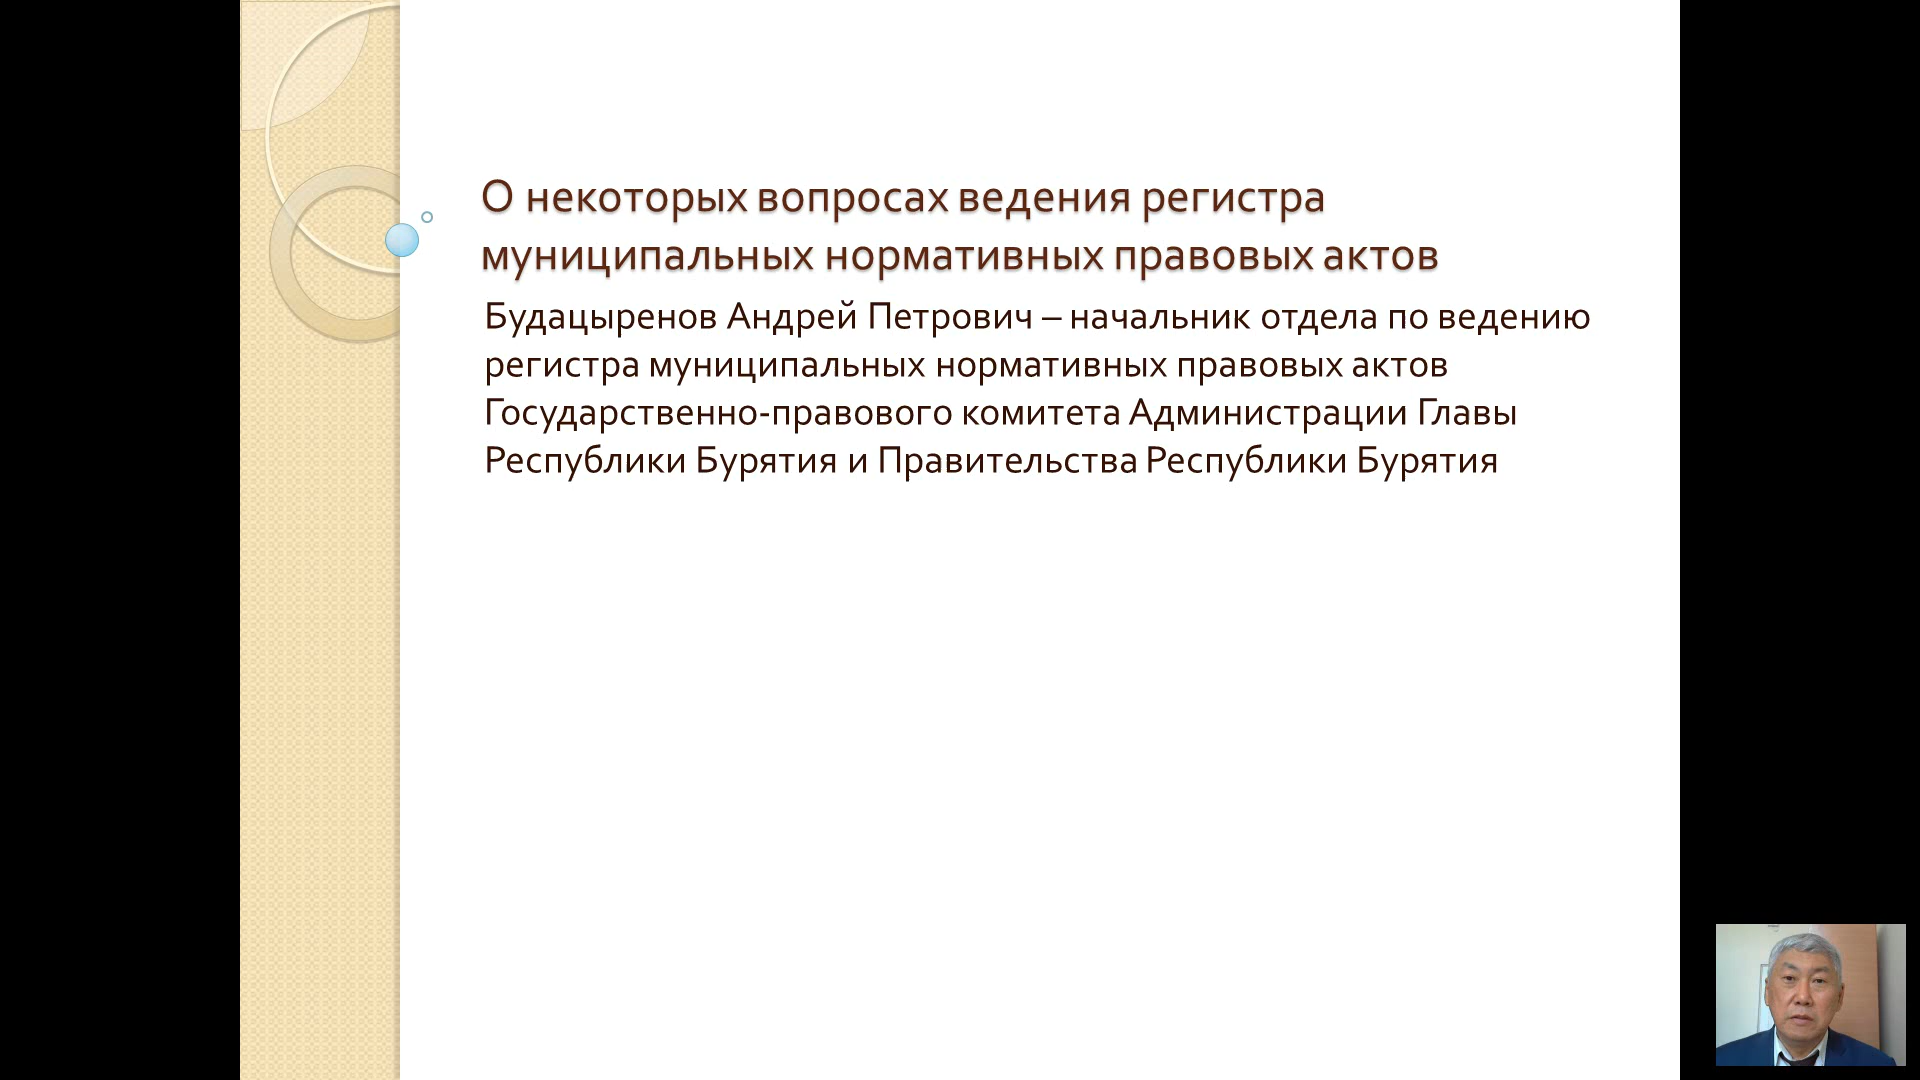 О некоторых вопросах ведения регистра
муниципальных нормативных правовых актов
Будацыренов Андрей Петрович – начальник отдела по ведению
регистра муниципальных нормативных правовых актов
Государственно-правового комитета Администрации Главы
Республики Бурятия и Правительства Республики Бурятия